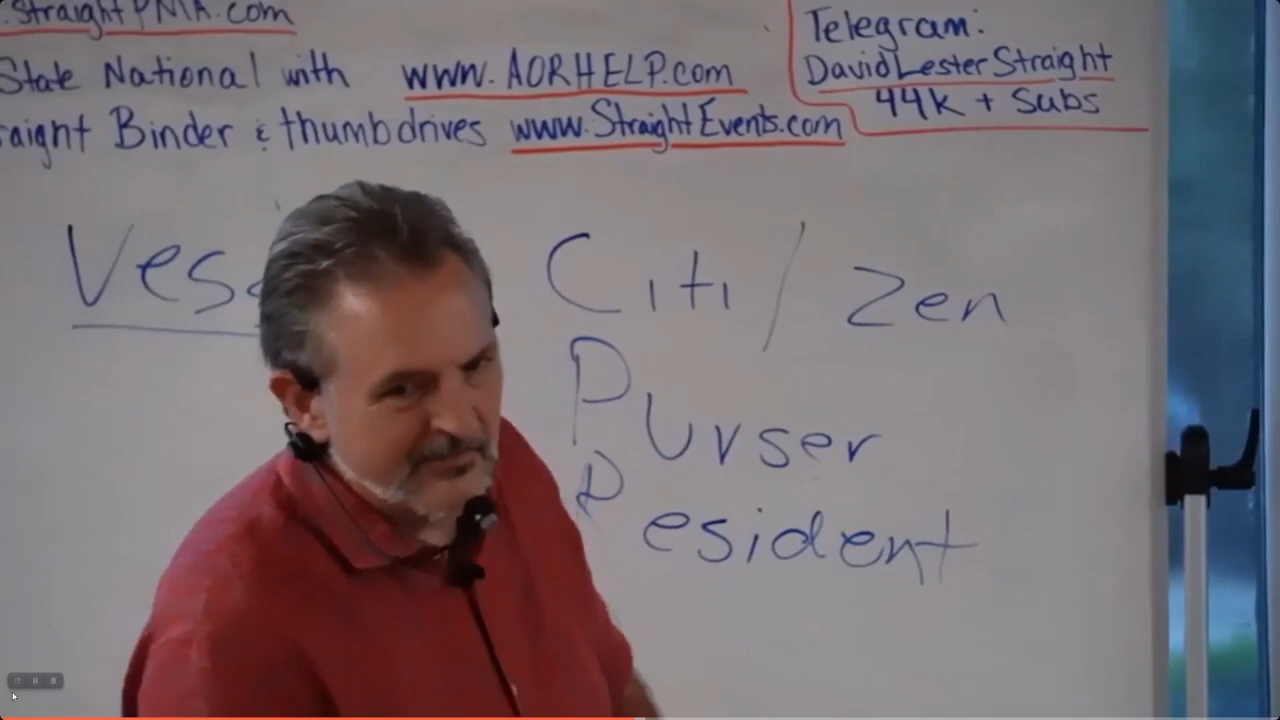 .StraightPMA.com
State National with www.AORHELP.com
raight Binder & thumbdrives www.StraightEvents.com
Telegram:
DavidLesterStraight
44k + Subs
Vess
Citi / Zen
Purser
Resident